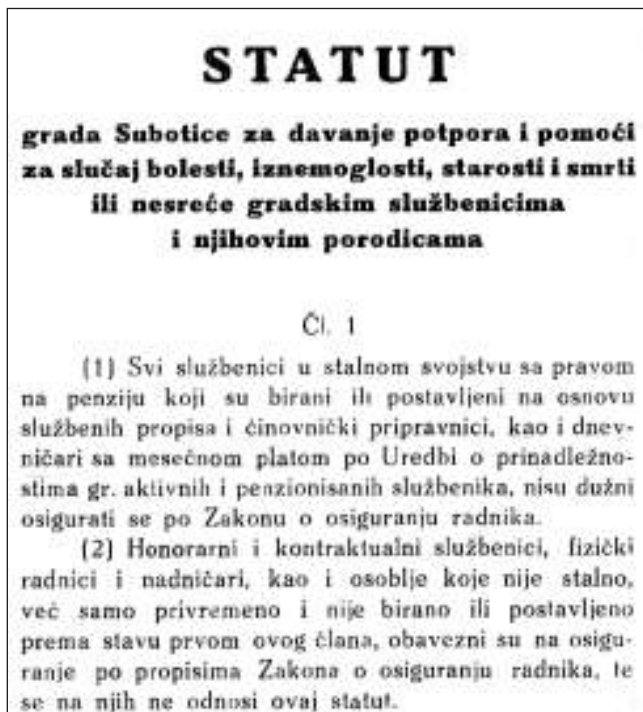 STATUT
grada Subotice za davanje potpora i pomoći
za slučaj bolesti, iznemoglosti, starosti i smrti
ili nesreće gradskim službenicima
i njihovim porodicama
Čl. 1
(1) Svi službenici u stalnom svojstvu sa pravom
na penziju koji su birani ili postavljeni na osnovu
službenih propisa i činovnički pripravnici, kao i dnev-
ničari sa mesečnom platom po Uredbi o prinadležno-
stima gr. aktivnih i penzionisanih službenika, nisu dužni
osigurati se po Zakonu o osiguranju radnika.
(2) Honorarni i kontraktualni službenici, fizički
radnici i nadničari, kao i osoblje koje nije stalno,
već samo privremeno i nije birano ili postavljeno
prema stavu prvom ovog člana, obavezni su na osigu-
ranje po propisima Zakona o osiguranju radnika, te
se na njih ne odnosi ovaj statut.